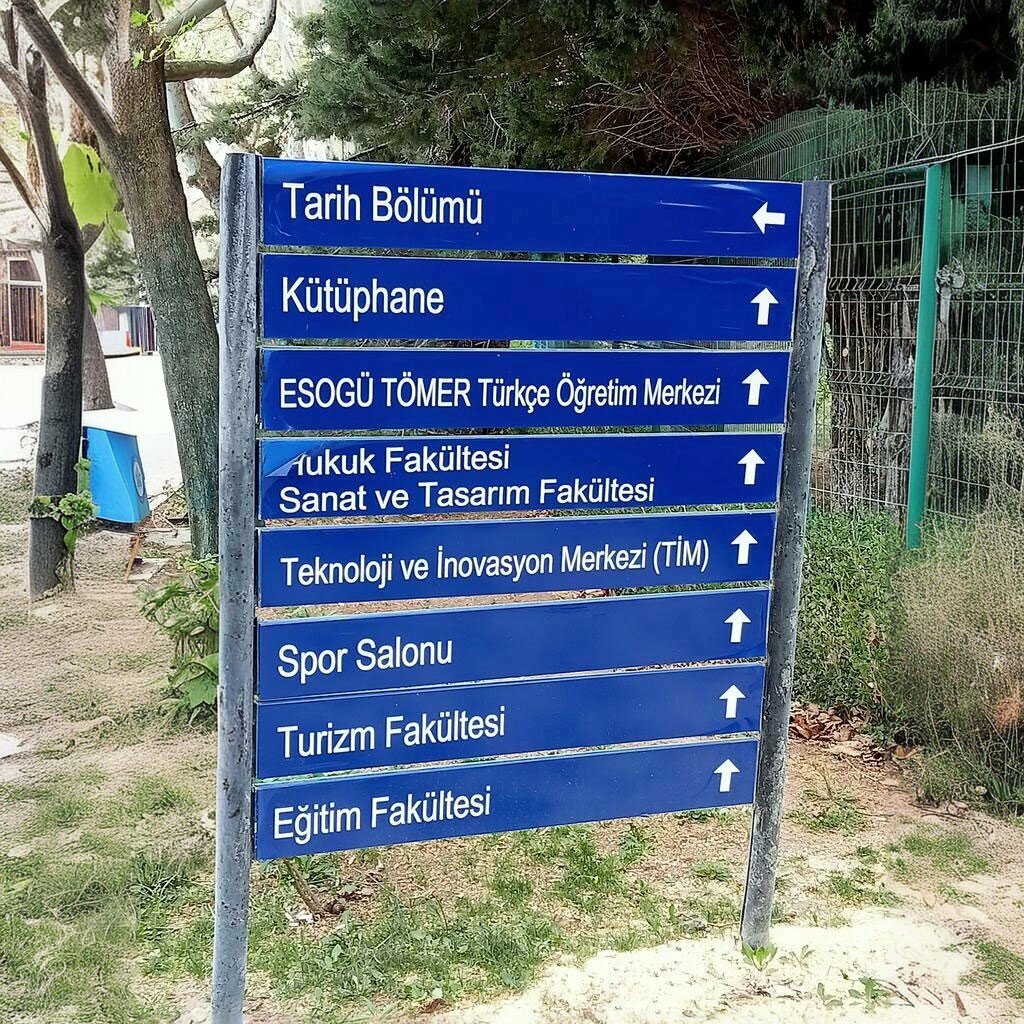 Tarih Bölümü
Kütüphane
ESOGÜ TÖMER Türkçe Öğretim Merkezi
Hukuk Fakültesi
Sanat ve Tasarım Fakültesi
Teknoloji ve İnovasyon Merkezi (TİM)
Spor Salonu
Turizm Fakültesi
Eğitim Fakültesi